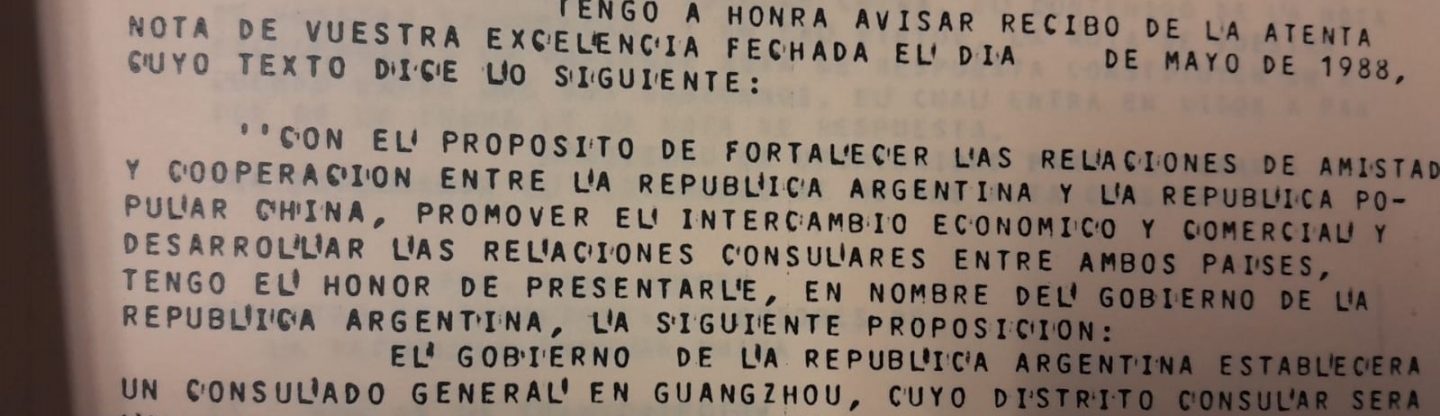 TENGO A HONRA AVISAR RECIBO DE LA ATENTA
NOTA DE VUESTRA EXCELENCIA FECHADA EL DIA DE MAYO DE 1988,
CUYO TEXTO DICE LO SIGUIENTE:
''CON EL PROPOSITO DE FORTALECER LAS RELACIONES DE AMISTAD
Y COOPERACION ENTRE LA REPUBLICA ARGENTINA Y LA REPUBLICA PO-
PULAR CHINA, PROMOVER EL INTERCAMBIO ECONOMICO Y COMERCIAL Y
DESARROLLAR LAS RELACIONES CONSULARES ENTRE AMBOS PAISES,
TENGO EL HONOR DE PRESENTARLE, EN NOMBRE DEL GOBIERNO DE LA
REPUBLICA ARGENTINA, LA SIGUIENTE PROPOSICION:
EL GOBIERNO DE LA REPUBLICA ARGENTINA ESTABLECERA
UN CONSULADO GENERAL EN GUANGZHOU, CUYO DISTRITO CONSULAR SERA